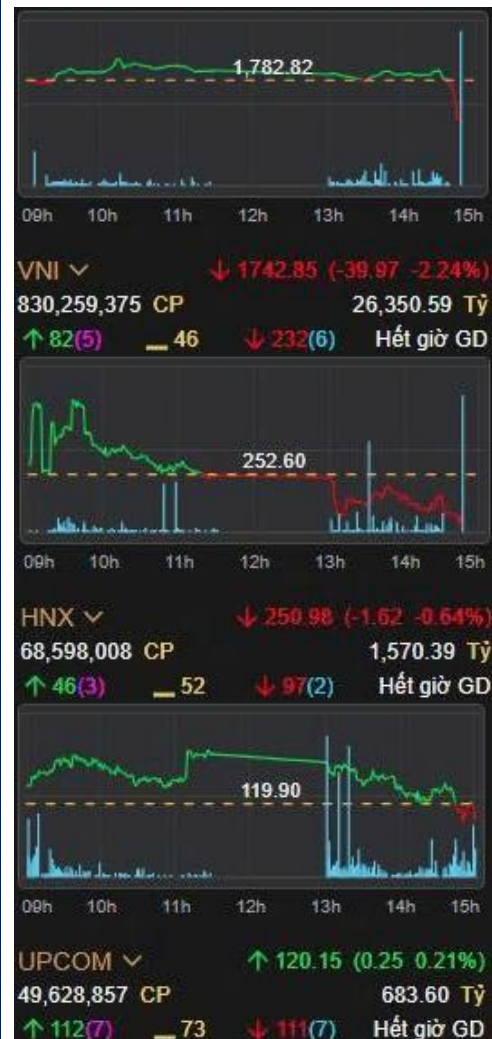 1,782.82
09h 10h 11h 12h 13h 14h 15h
VNI 1742.85 (-39.97 -2.24%)
830,259,375 CP 26,350.59 Tỷ
82(5) 46 232(6) Hết giờ GD
252.60
09h 10h 11h 12h 13h 14h 15h
HNX 250.98 (-1.62 -0.64%)
68,598,008 CP 1,570.39 Tỷ
46(3) 52 97(2) Hết giờ GD
119.90
09h 10h 11h 12h 13h 14h 15h
UPCOM 120.15 (0.25 0.21%)
49,628,857 CP 683.60 Tỷ
112(7) 73 111(7) Hết giờ GD